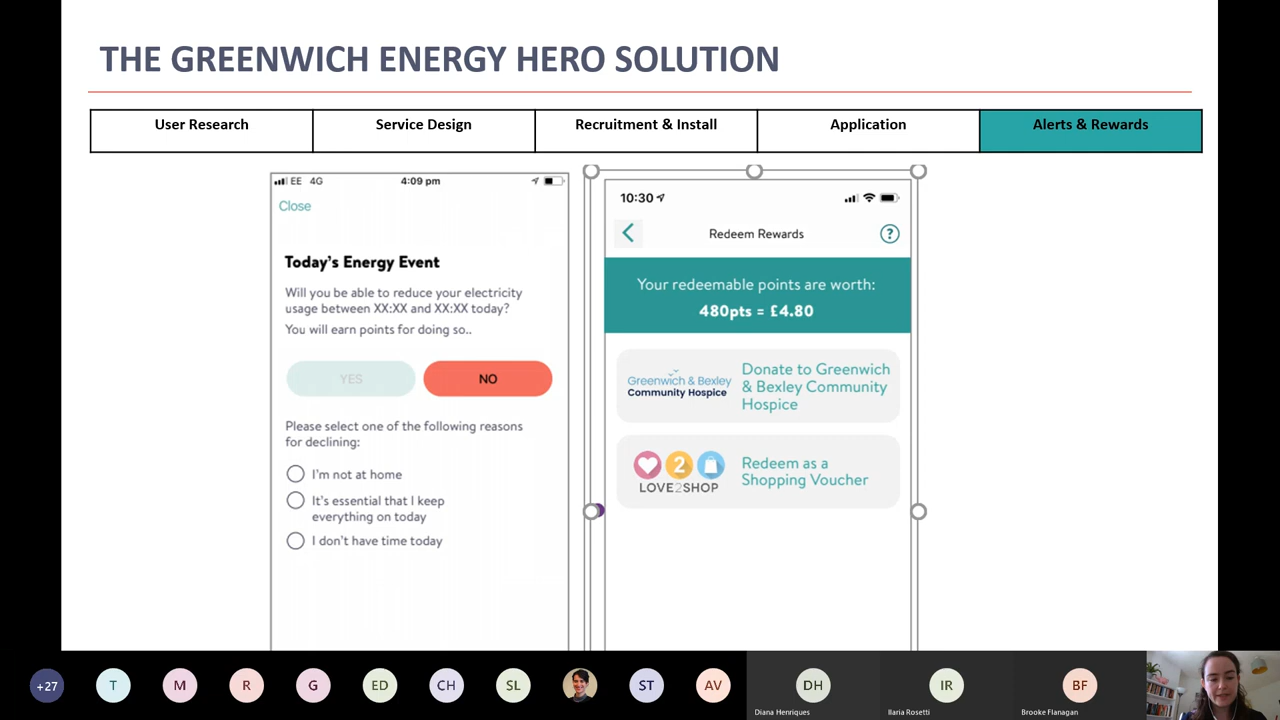 THE GREENWICH ENERGY HERO SOLUTION
User Research
Service Design
Recruitment & Install
Application
Alerts & Rewards
EE 4G
4:09 pm
Close
Today's Energy Event
Will you be able to reduce your electricity
usage between XX:XX and XX:XX today?
You will earn points for doing so..
YES
NO
Please select one of the following reasons
for declining:
I'm not at home
It's essential that I keep
everything on today
I don't have time today
10:30
Redeem Rewards
?
Your redeemable points are worth:
480pts = £4.80
Greenwich & Bexley
Community Hospice
Donate to Greenwich
& Bexley Community
Hospice
2
LOVE2SHOP
Redeem as a
Shopping Voucher
+27
T
M
R
G
ED
CH
SL
ST
AV
DH
Diana Henriques
IR
Ilaria Rosetti
BF
Brooke Flanagan